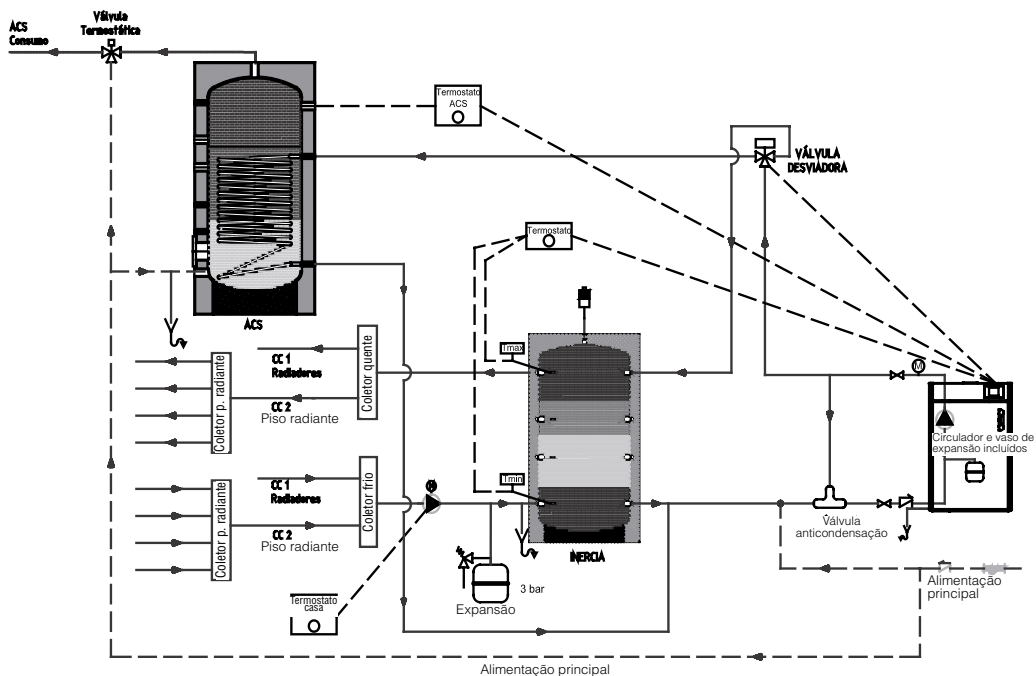 Válvula
Termostática
ACS
Consumo
Termostato
ACS
VÁLVULA
DESVIADORA
Termostato
ACS
Tmax
CC 1
Radiadores
CC 2
Piso radiante
Coletor p. radiante
Coletor quente
M
Circulador e vaso de
expansão incluídos
Coletor p. radiante
CC 1
Radiadores
CC 2
Piso radiante
Coletor frio
Tmin
INERCIA
Válvula
anticondensação
3 bar
Expansão
Termostato
casa
Alimentação
principal
Alimentação principal